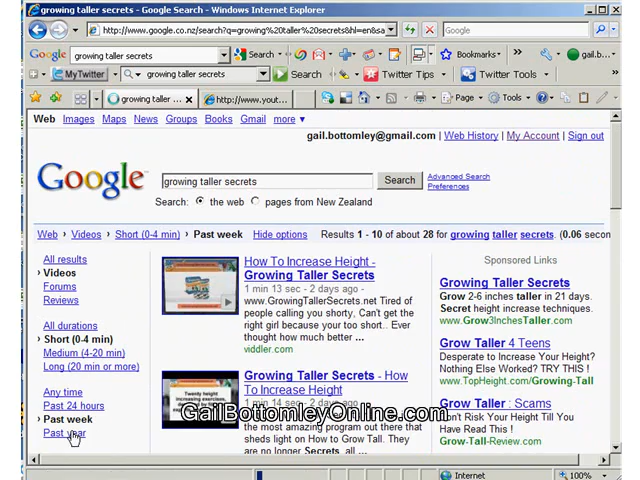 growing taller secrets - Google Search - Windows Internet Explorer
http://www.google.co.nz/search?q=growing%20taller%20secrets&hl=en&sa
Google
Google
growing taller secrets
Search
Bookmarks
gail.b
MyTwitter
growing taller secrets
Search
Twitter Tips
Twitter Tools
growing taller ...
http://www.yout...
Page
Tools
Web Images Maps News Groups Books Gmail more
gail.bottomley@gmail.com | Web History | My Account | Sign out
Google
growing taller secrets
Search
Advanced Search
Preferences
Search: the web pages from New Zealand
Web › Videos › Short (0-4 min) › Past week Hide options Results 1 - 10 of about 28 for growing taller secrets. (0.06 secon
All results
› Videos
Forums
Reviews
All durations
› Short (0-4 min)
Medium (4-20 min)
Long (20 min or more)
Any time
Past 24 hours
› Past week
Past year
How To Increase Height -
Growing Taller Secrets
1 min 13 sec - 2 days ago -
www.GrowingTallerSecrets.net Tired of
people calling you shorty, Can't get the
right girl because your too short.. Ever
thought how much better ...
viddler.com
Growing Taller Secrets - How
To Increase Height
1 min 14 sec - 2 days ago -
the most amazing program out there that
sheds light on How to Grow Tall. They
are no longer Secrets, all ...
Twenty height
Sponsored Links
Growing Taller Secrets
Grow 2-6 inches taller in 21 days.
Secret height increase techniques.
www.Grow3InchesTaller.com
Grow Taller 4 Teens
Desperate to Increase Your Height?
Nothing Else Worked? TRY THIS !
www.TopHeight.com/Growing-Tall
Grow Taller : Scams
Don't Risk Your Height Till You
Have Read This!
Grow-Tall-Review.com
GailBottomleyOnline.com
Internet
100%